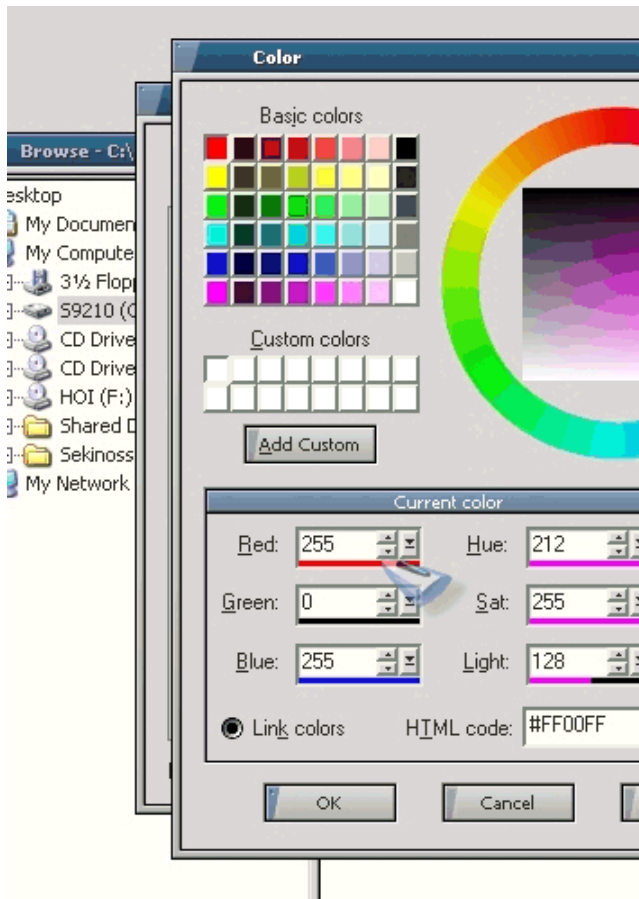 Color
Basic colors
Browse - C:\
esktop
My Documen
My Compute
3½ Flopp
S9210 (C
CD Drive
CD Drive
HOI (F:)
Shared D
Sekinoss
My Network
Custom colors
Add Custom
Current color
Red: 255 Hue: 212
Green: 0 Sat: 255
Blue: 255 Light: 128
Link colors HTML code: #FF00FF
OK Cancel